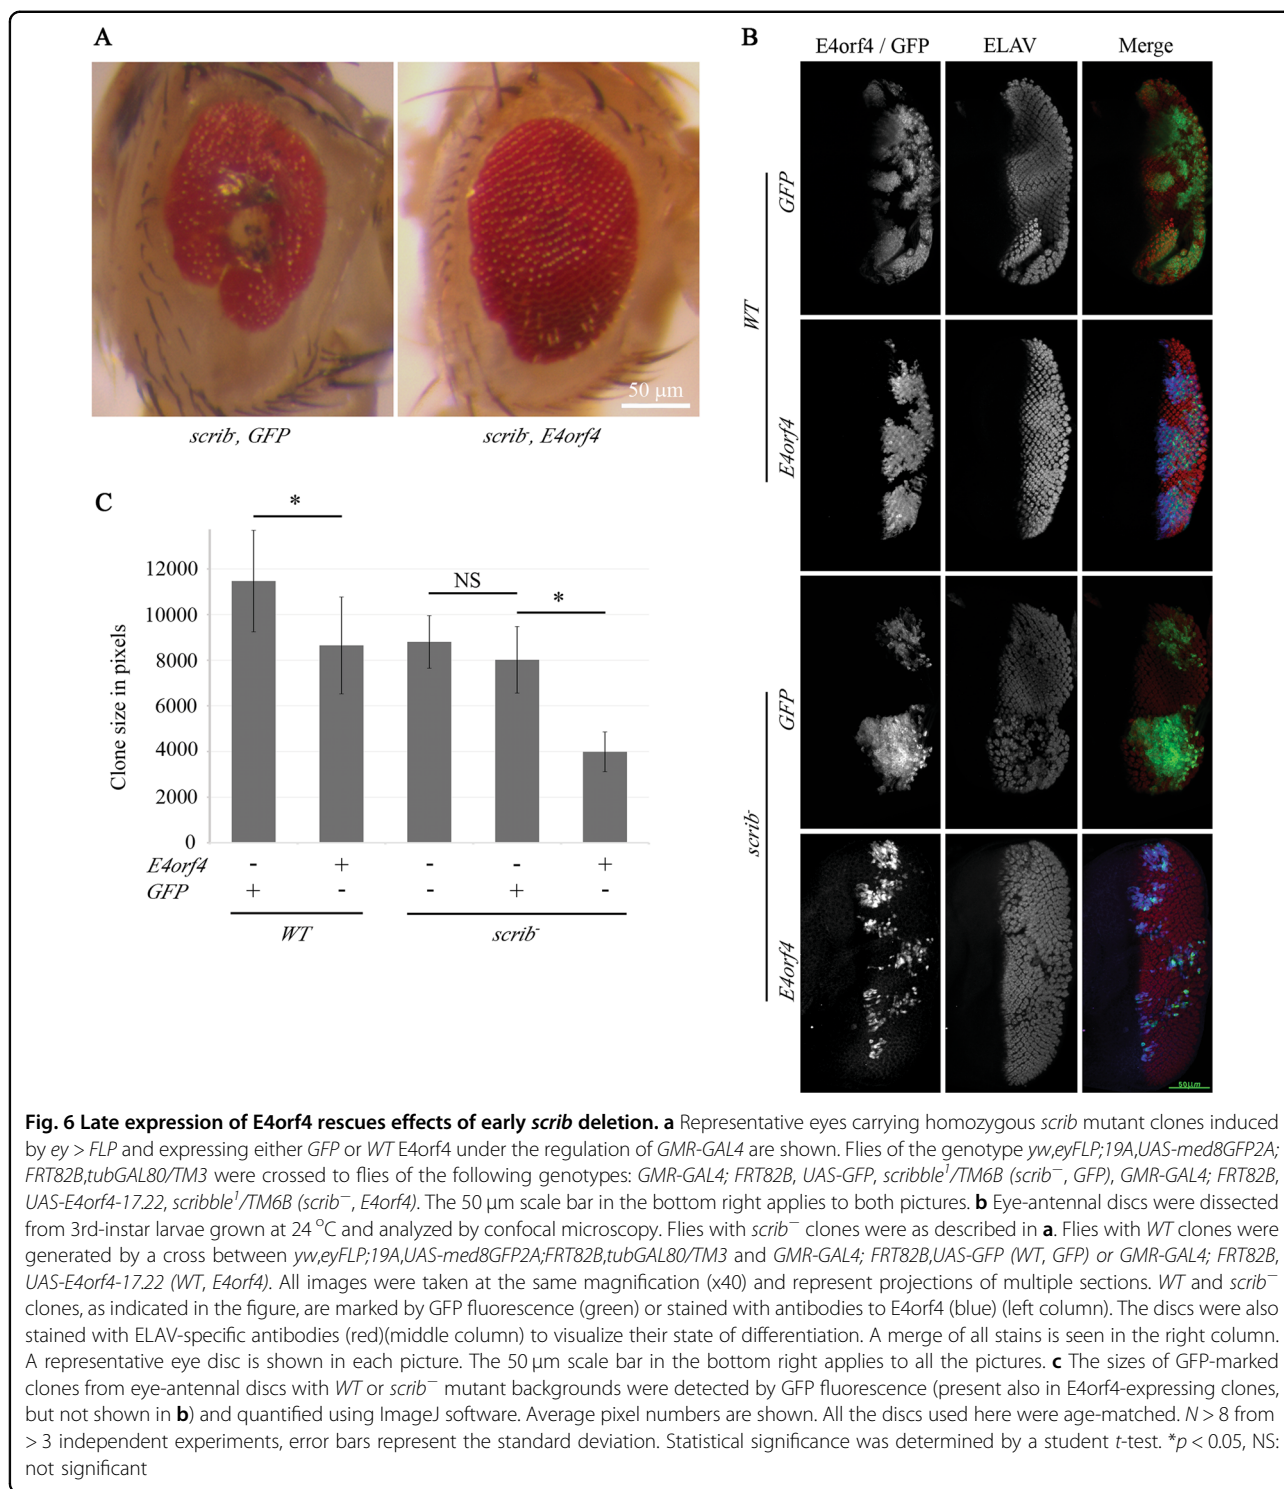 A
scrib⁻, GFP
scrib⁻, E4orf4
50 µm
B
E4orf4 / GFP
ELAV
Merge
WT
GFP
E4orf4
scrib⁻
GFP
E4orf4
50µm
C
Clone size in pixels
12000
10000
8000
6000
4000
2000
0
*
NS
*
E4orf4 - + - - +
GFP + - - + -
WT
scrib⁻
Fig. 6 Late expression of E4orf4 rescues effects of early scrib deletion. a Representative eyes carrying homozygous scrib mutant clones induced
by ey > FLP and expressing either GFP or WT E4orf4 under the regulation of GMR-GAL4 are shown. Flies of the genotype yw,eyFLP;19A,UAS-med8GFP2A;
FRT82B,tubGAL80/TM3 were crossed to flies of the following genotypes: GMR-GAL4; FRT82B, UAS-GFP, scribble¹/TM6B (scrib⁻, GFP), GMR-GAL4; FRT82B,
UAS-E4orf4-17.22, scribble¹/TM6B (scrib⁻, E4orf4). The 50 µm scale bar in the bottom right applies to both pictures. b Eye-antennal discs were dissected
from 3rd-instar larvae grown at 24 °C and analyzed by confocal microscopy. Flies with scrib⁻ clones were as described in a. Flies with WT clones were
generated by a cross between yw,eyFLP;19A,UAS-med8GFP2A;FRT82B,tubGAL80/TM3 and GMR-GAL4; FRT82B,UAS-GFP (WT, GFP) or GMR-GAL4; FRT82B,
UAS-E4orf4-17.22 (WT, E4orf4). All images were taken at the same magnification (x40) and represent projections of multiple sections. WT and scrib⁻
clones, as indicated in the figure, are marked by GFP fluorescence (green) or stained with antibodies to E4orf4 (blue) (left column). The discs were also
stained with ELAV-specific antibodies (red)(middle column) to visualize their state of differentiation. A merge of all stains is seen in the right column.
A representative eye disc is shown in each picture. The 50 µm scale bar in the bottom right applies to all the pictures. c The sizes of GFP-marked
clones from eye-antennal discs with WT or scrib⁻ mutant backgrounds were detected by GFP fluorescence (present also in E4orf4-expressing clones,
but not shown in b) and quantified using ImageJ software. Average pixel numbers are shown. All the discs used here were age-matched. N > 8 from
> 3 independent experiments, error bars represent the standard deviation. Statistical significance was determined by a student t-test. *p < 0.05, NS:
not significant